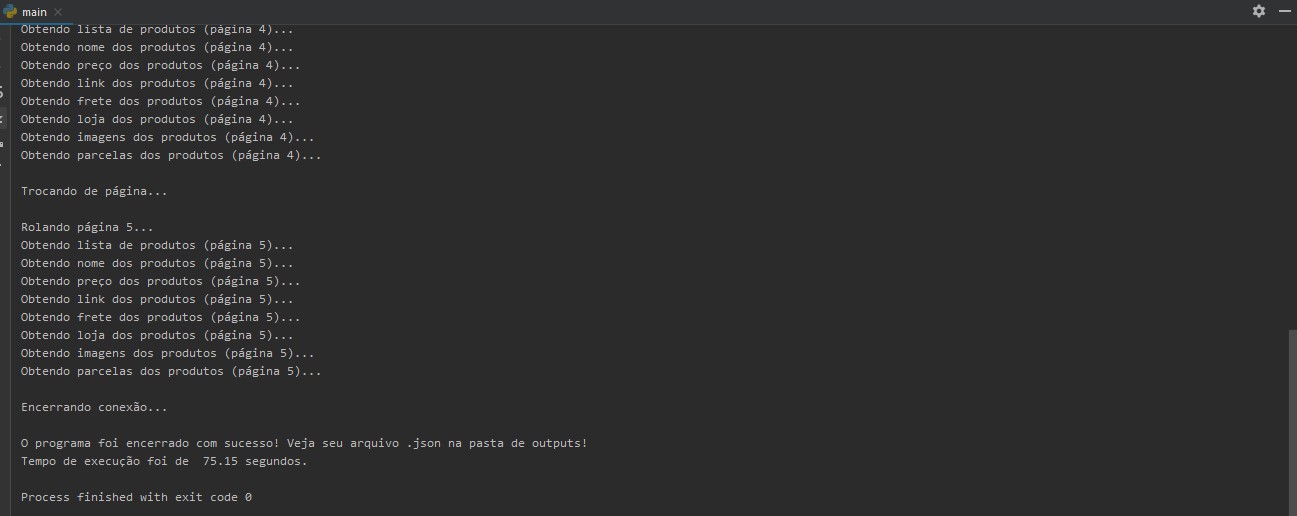 main
Obtendo lista de produtos (página 4)...
Obtendo nome dos produtos (página 4)...
Obtendo preço dos produtos (página 4)...
Obtendo link dos produtos (página 4)...
Obtendo frete dos produtos (página 4)...
Obtendo loja dos produtos (página 4)...
Obtendo imagens dos produtos (página 4)...
Obtendo parcelas dos produtos (página 4)...
Trocando de página...
Rolando página 5...
Obtendo lista de produtos (página 5)...
Obtendo nome dos produtos (página 5)...
Obtendo preço dos produtos (página 5)...
Obtendo link dos produtos (página 5)...
Obtendo frete dos produtos (página 5)...
Obtendo loja dos produtos (página 5)...
Obtendo imagens dos produtos (página 5)...
Obtendo parcelas dos produtos (página 5)...
Encerrando conexão...
O programa foi encerrado com sucesso! Veja seu arquivo .json na pasta de outputs!
Tempo de execução foi de  75.15 segundos.
Process finished with exit code 0